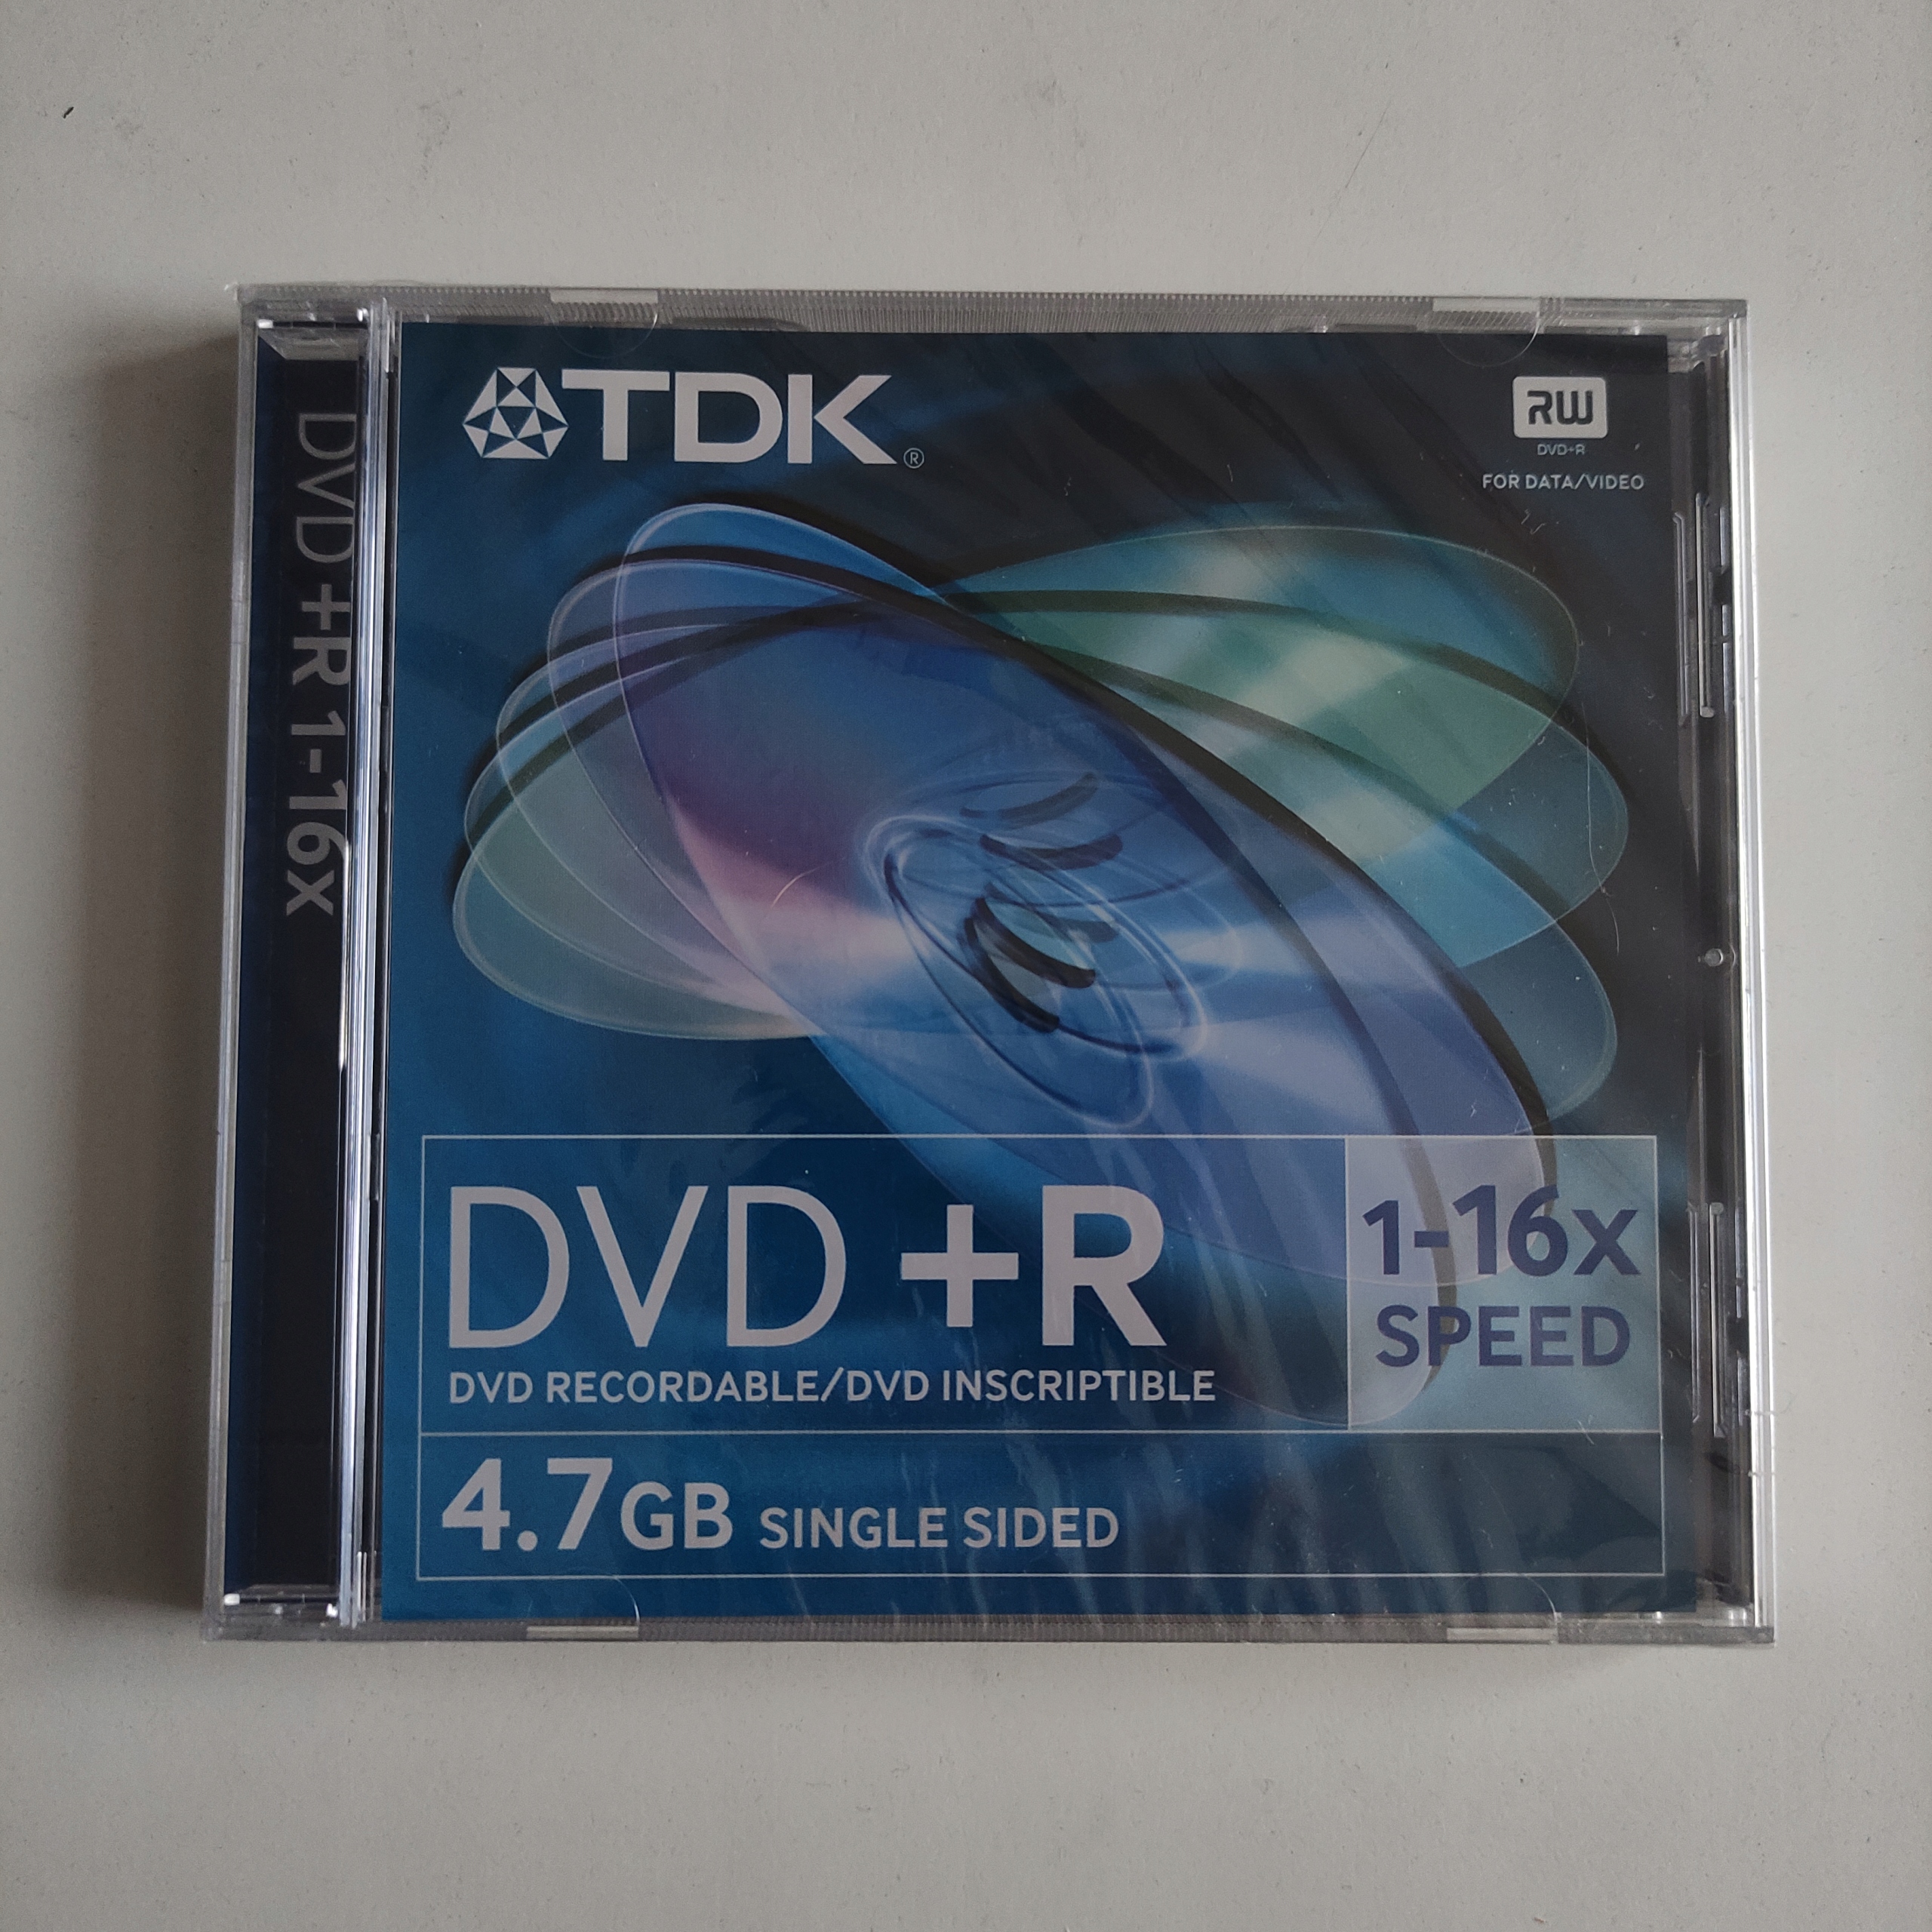 TDK®
RW
DVD+R
FOR DATA/VIDEO
DVD +R 1-16x
DVD +R
DVD RECORDABLE/DVD INSCRIPTIBLE
1-16x
SPEED
4.7GB SINGLE SIDED